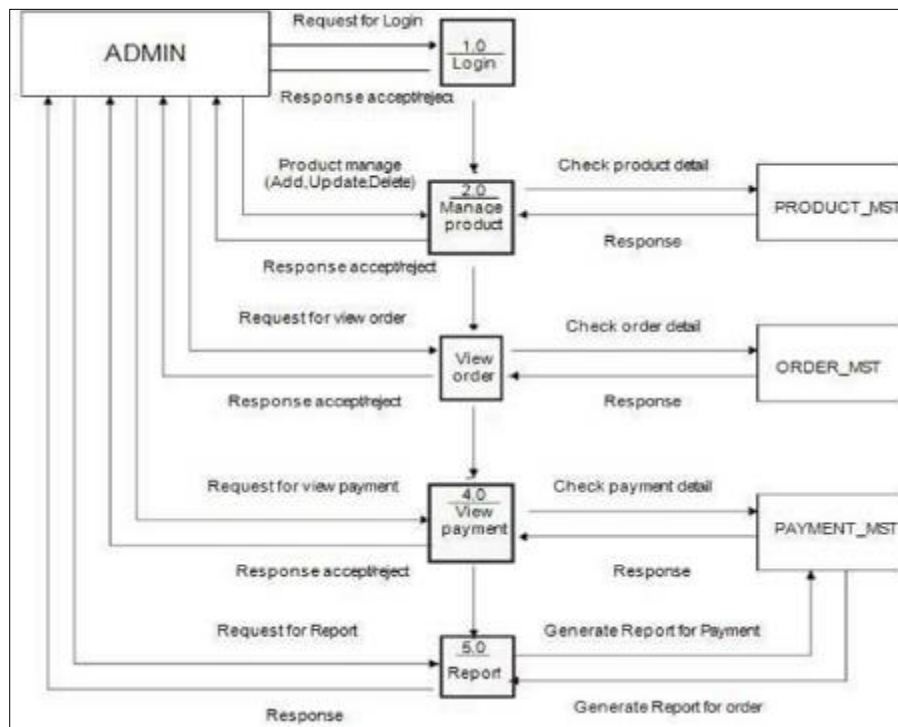 Request for Login
ADMIN
1.0
Login
Response accept/reject
Product manage
(Add,Update,Delete)
Check product detail
2.0
Manage
product
PRODUCT_MST
Response
Response accept/reject
Request for view order
Check order detail
View
order
ORDER_MST
Response accept/reject
Response
Request for view payment
Check payment detail
4.0
View
payment
PAYMENT_MST
Response accept/reject
Response
Request for Report
Generate Report for Payment
5.0
Report
Response
Generate Report for order